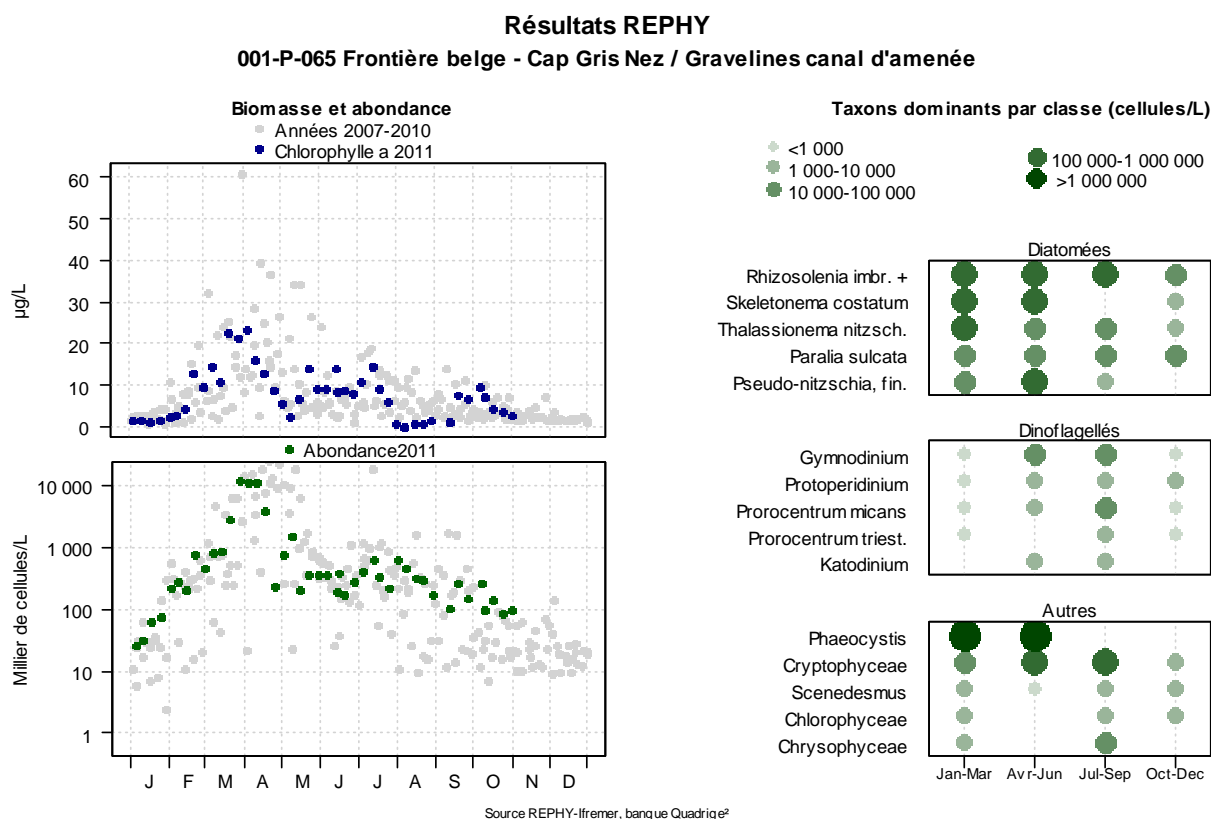 Résultats REPHY
001-P-065 Frontière belge - Cap Gris Nez / Gravelines canal d'amenée
Biomasse et abondance
Années 2007-2010
Chlorophylle a 2011
µg/L
60
50
40
30
20
10
0
Abondance2011
Millier de cellules/L
10 000
1 000
100
10
1
J F M A M J J A S O N D
Taxons dominants par classe (cellules/L)
<1 000
1 000-10 000
10 000-100 000
100 000-1 000 000
>1 000 000
Diatomées
Rhizosolenia imbr. +
Skeletonema costatum
Thalassionema nitzsch.
Paralia sulcata
Pseudo-nitzschia, fin.
Dinoflagellés
Gymnodinium
Protoperidinium
Prorocentrum micans
Prorocentrum triest.
Katodinium
Autres
Phaeocystis
Cryptophyceae
Scenedesmus
Chlorophyceae
Chrysophyceae
Jan-Mar Avr-Jun Jul-Sep Oct-Dec
Source REPHY-Ifremer, banque Quadrige²